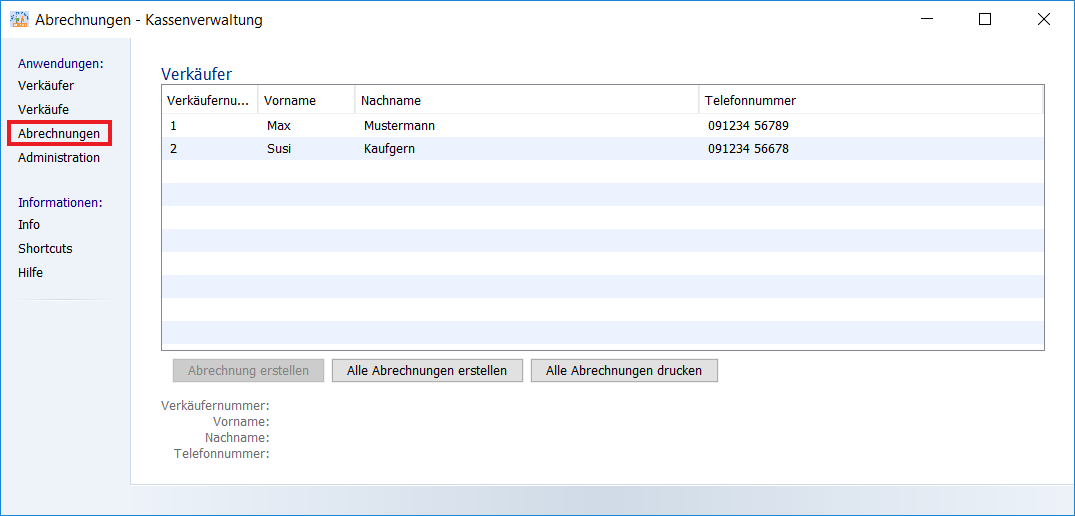 Abrechnungen - Kassenverwaltung
Anwendungen:
Verkäufer
Verkäufe
Abrechnungen
Administration
Informationen:
Info
Shortcuts
Hilfe
Verkäufer
Verkäufernu... Vorname Nachname Telefonnummer
1 Max Mustermann 091234 56789
2 Susi Kaufgern 091234 56678
Abrechnung erstellen Alle Abrechnungen erstellen Alle Abrechnungen drucken
Verkäufernummer:
Vorname:
Nachname:
Telefonnummer: